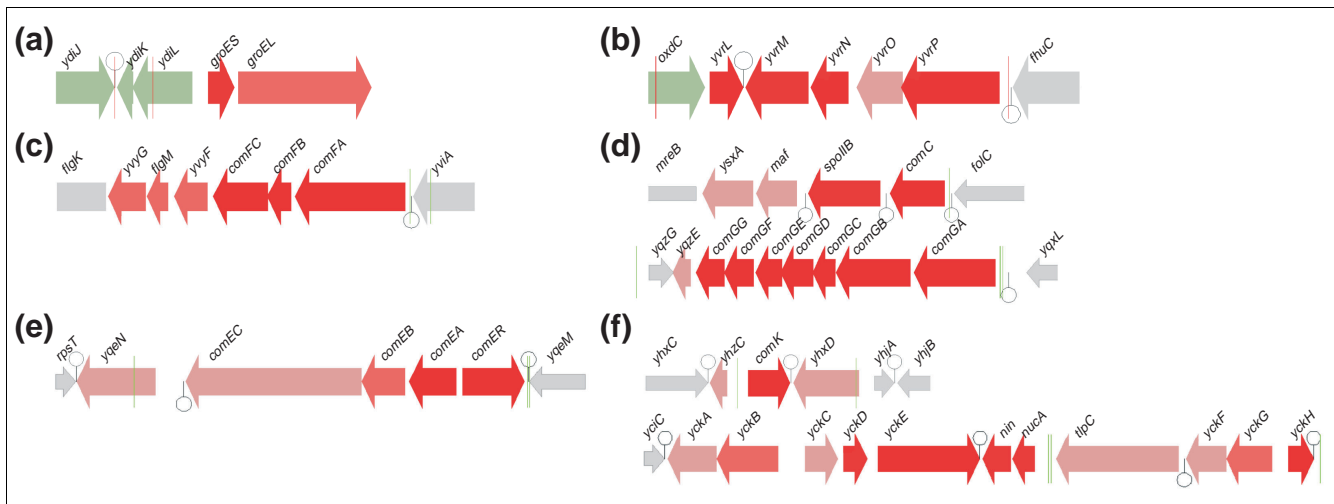 (a)
ydiJ ydiK ydiL groES groEL
(b)
oxdC yvrL yvrM yvrN yvrO yvrP fhuC
(c)
flgK yvyG flgM yvyF comFC comFB comFA yviA
(d)
mreB ysxA maf spoIIB comC folC
yqzG yqzE comGG comGF comGE comGD comGC comGB comGA yqxL
(e)
rpsT yqeN comEC comEB comEA comER yqeM
(f)
yhxC yhzC comK yhxD yhjA yhjB
yciC yckA yckB yckC yckD yckE nin nucA tlpC yckF yckG yckH